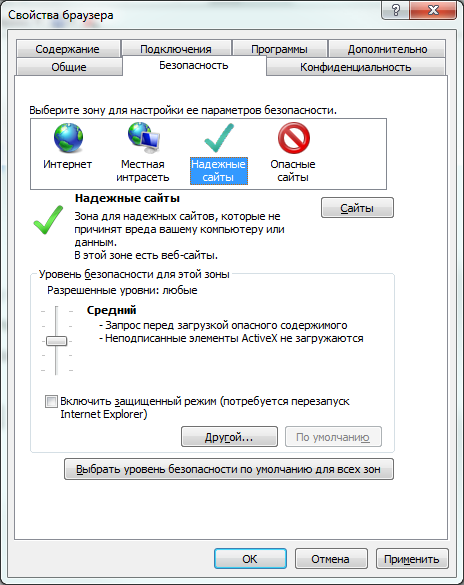 Свойства браузера
Содержание Подключения Программы Дополнительно
Общие Безопасность Конфиденциальность
Выберите зону для настройки ее параметров безопасности.
Интернет Местная интрасеть Надежные сайты Опасные сайты
Надежные сайты
Сайты
Зона для надежных сайтов, которые не
причинят вреда вашему компьютеру или
данным.
В этой зоне есть веб-сайты.
Уровень безопасности для этой зоны
Разрешенные уровни: любые
Средний
- Запрос перед загрузкой опасного содержимого
- Неподписанные элементы ActiveX не загружаются
Включить защищенный режим (потребуется перезапуск
Internet Explorer)
Другой... По умолчанию
Выбрать уровень безопасности по умолчанию для всех зон
OK Отмена Применить